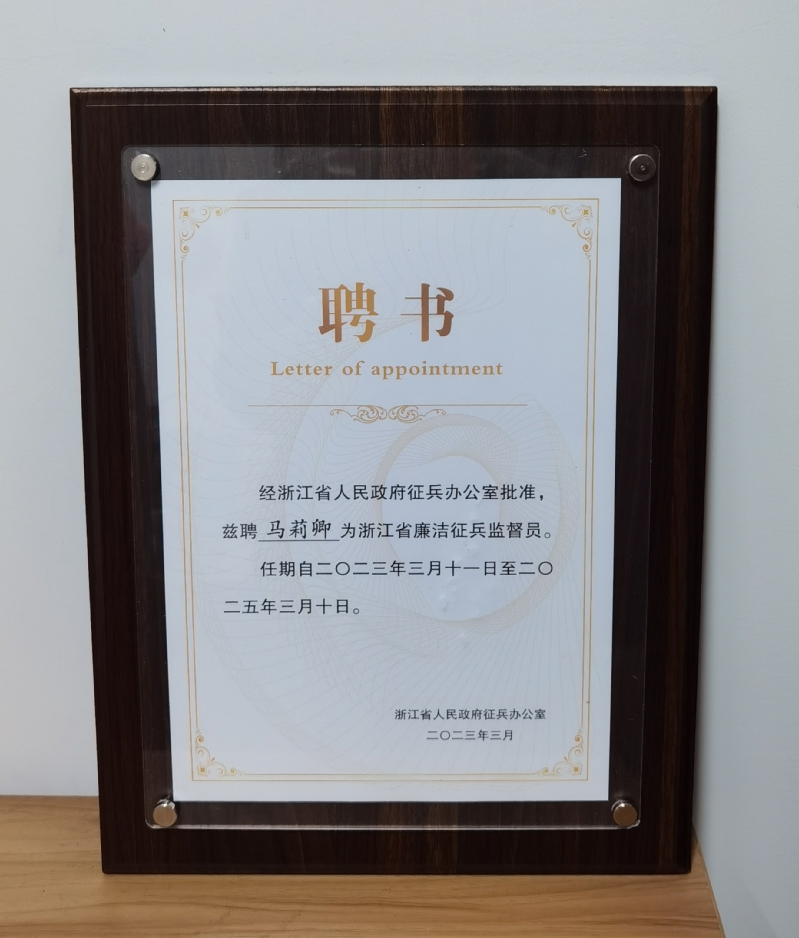 聘书
Letter of appointment
经浙江省人民政府征兵办公室批准，
兹聘马莉卿为浙江省廉洁征兵监督员。
任期自二〇二三年三月十一日至二〇
二五年三月十日。
浙江省人民政府征兵办公室
二〇二三年三月